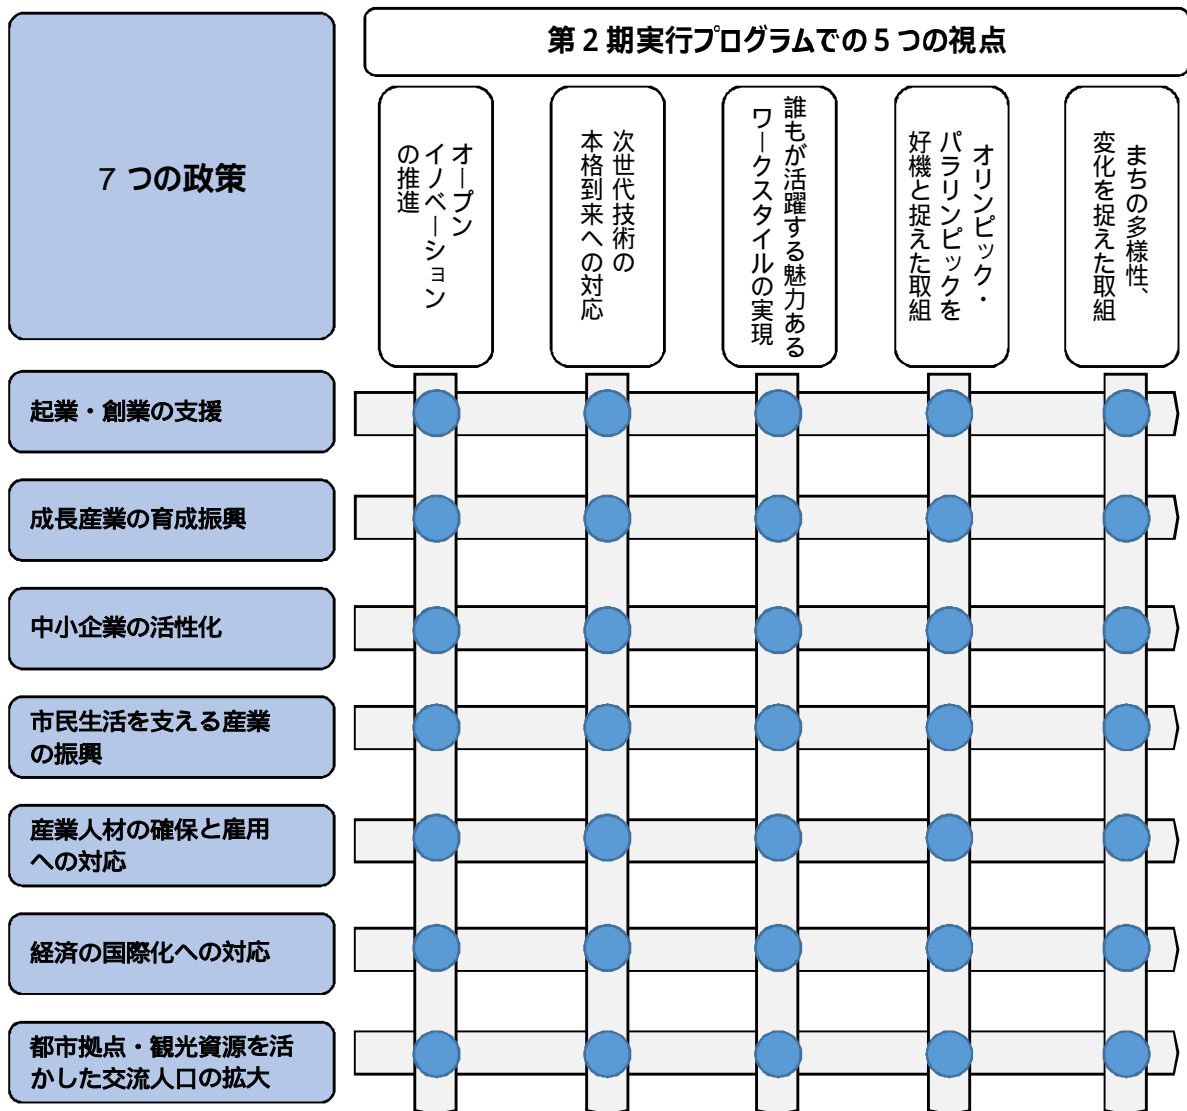 7つの政策
第2期実行プログラムでの5つの視点
オープン
イノベーション
の推進
次世代技術の
本格到来への対応
誰もが活躍する魅力ある
ワークスタイルの実現
オリンピック・
パラリンピックを
好機と捉えた取組
まちの多様性、
変化を捉えた取組
起業・創業の支援
成長産業の育成振興
中小企業の活性化
市民生活を支える産業
の振興
産業人材の確保と雇用
への対応
経済の国際化への対応
都市拠点・観光資源を活
かした交流人口の拡大